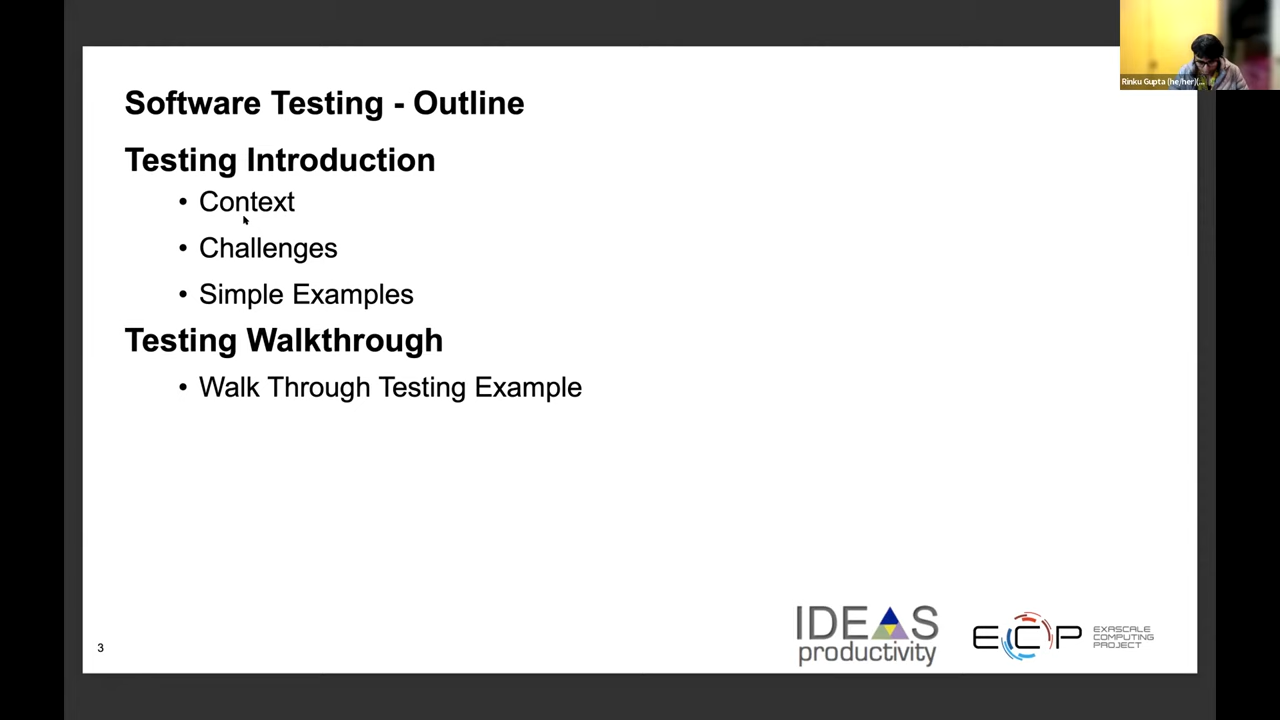 Software Testing - Outline
Testing Introduction
• Context
• Challenges
• Simple Examples
Testing Walkthrough
• Walk Through Testing Example
3
IDEAS
productivity
ECP
EXASCALE
COMPUTING
PROJECT
Rinku Gupta (he/her)(...